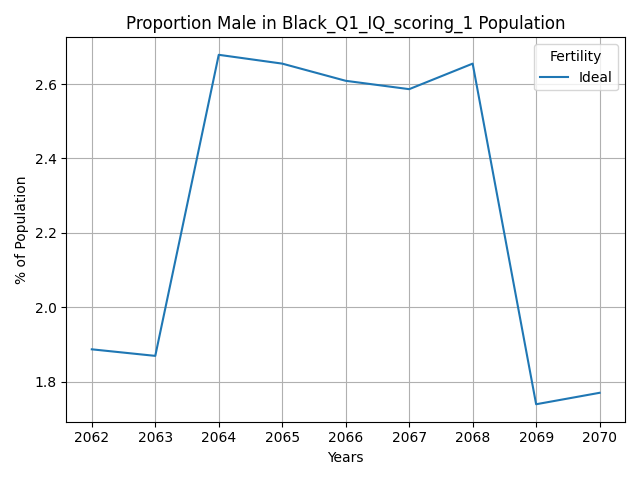 Proportion Male in Black_Q1_IQ_scoring_1 Population
Fertility
Ideal
% of Population
2.6
2.4
2.2
2.0
1.8
2062 2063 2064 2065 2066 2067 2068 2069 2070
Years